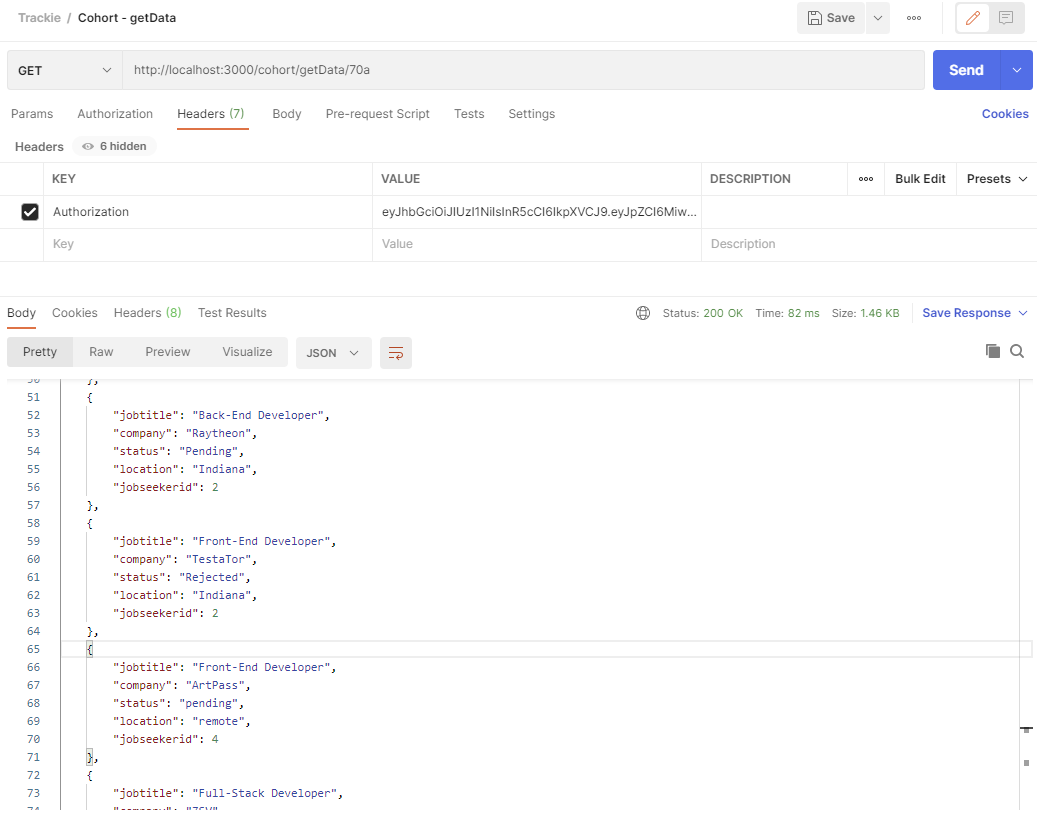 Trackie / Cohort - getData Save
GET http://localhost:3000/cohort/getData/70a Send
Params Authorization Headers (7) Body Pre-request Script Tests Settings Cookies
Headers 6 hidden
KEY VALUE DESCRIPTION Bulk Edit Presets
Authorization eyJhbGciOiJIUzI1NiIsInR5cCI6IkpXVCJ9.eyJpZCI6Miw...
Key Value Description
Body Cookies Headers (8) Test Results Status: 200 OK Time: 82 ms Size: 1.46 KB Save Response
Pretty Raw Preview Visualize JSON
50 },
51 {
52 "jobtitle": "Back-End Developer",
53 "company": "Raytheon",
54 "status": "Pending",
55 "location": "Indiana",
56 "jobseekerid": 2
57 },
58 {
59 "jobtitle": "Front-End Developer",
60 "company": "TestaTor",
61 "status": "Rejected",
62 "location": "Indiana",
63 "jobseekerid": 2
64 },
65 {
66 "jobtitle": "Front-End Developer",
67 "company": "ArtPass",
68 "status": "pending",
69 "location": "remote",
70 "jobseekerid": 4
71 },
72 {
73 "jobtitle": "Full-Stack Developer",
74 "company":